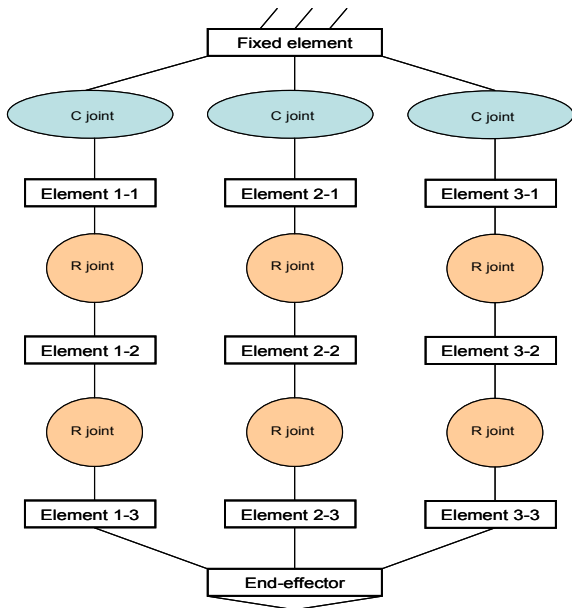 Fixed element
C joint
C joint
C joint
Element 1-1
Element 2-1
Element 3-1
R joint
R joint
R joint
Element 1-2
Element 2-2
Element 3-2
R joint
R joint
R joint
Element 1-3
Element 2-3
Element 3-3
End-effector